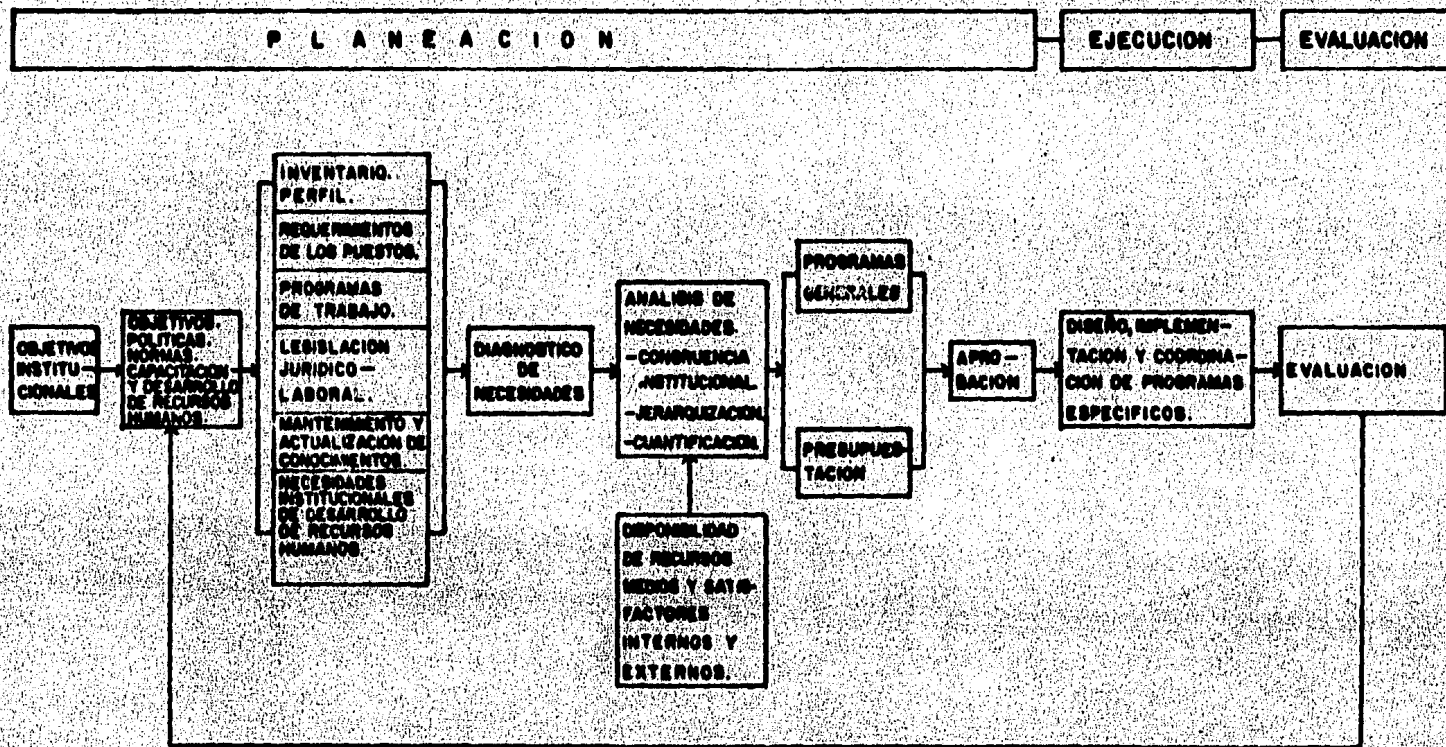 PLANEACION
EJECUCION
EVALUACION
OBJETIVOS
INSTITU-
CIONALES
OBJETIVOS.
POLITICAS.
NORMAS.
CAPACITACION
Y DESARROLLO
DE RECURSOS
HUMANOS.
INVENTARIO.
PERFIL.
REQUERIMIENTOS
DE LOS PUESTOS.
PROGRAMAS
DE TRABAJO.
LEGISLACION
JURIDICO-
LABORAL.
MANTENIMIENTO Y
ACTUALIZACION DE
CONOCIMIENTOS
NECESIDADES
INSTITUCIONALES
DE DESARROLLO
DE RECURSOS
HUMANOS.
DIAGNOSTICO
DE
NECESIDADES
ANALISIS DE
NECESIDADES.
-CONGRUENCIA
INSTITUCIONAL.
-JERARQUIZACIÓN.
-CUANTIFICACIÓN.
DISPONIBILIDAD
DE RECURSOS
MEDIOS Y SATIS-
FACTORES
INTERNOS Y
EXTERNOS.
PROGRAMAS
GENERALES
PRESUPUES-
TACION
APRO-
BACION
DISEÑO, IMPLEMEN-
TACION Y COORDINA-
CION DE PROGRAMAS
ESPECIFICOS.
EVALUACION